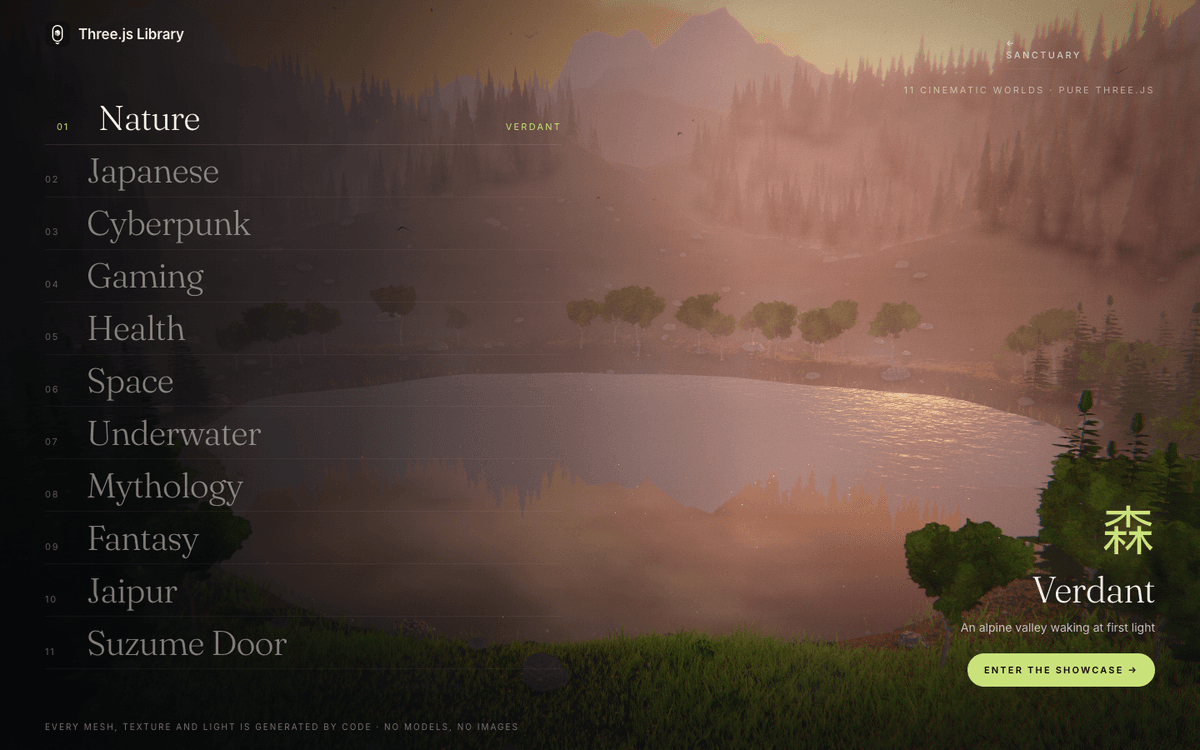 Three.js Library
← SANCTUARY
11 CINEMATIC WORLDS · PURE THREE.JS
01 Nature VERDANT
02 Japanese
03 Cyberpunk
04 Gaming
05 Health
06 Space
07 Underwater
08 Mythology
09 Fantasy
10 Jaipur
11 Suzume Door
森
Verdant
An alpine valley waking at first light
ENTER THE SHOWCASE →
EVERY MESH, TEXTURE AND LIGHT IS GENERATED BY CODE · NO MODELS, NO IMAGES